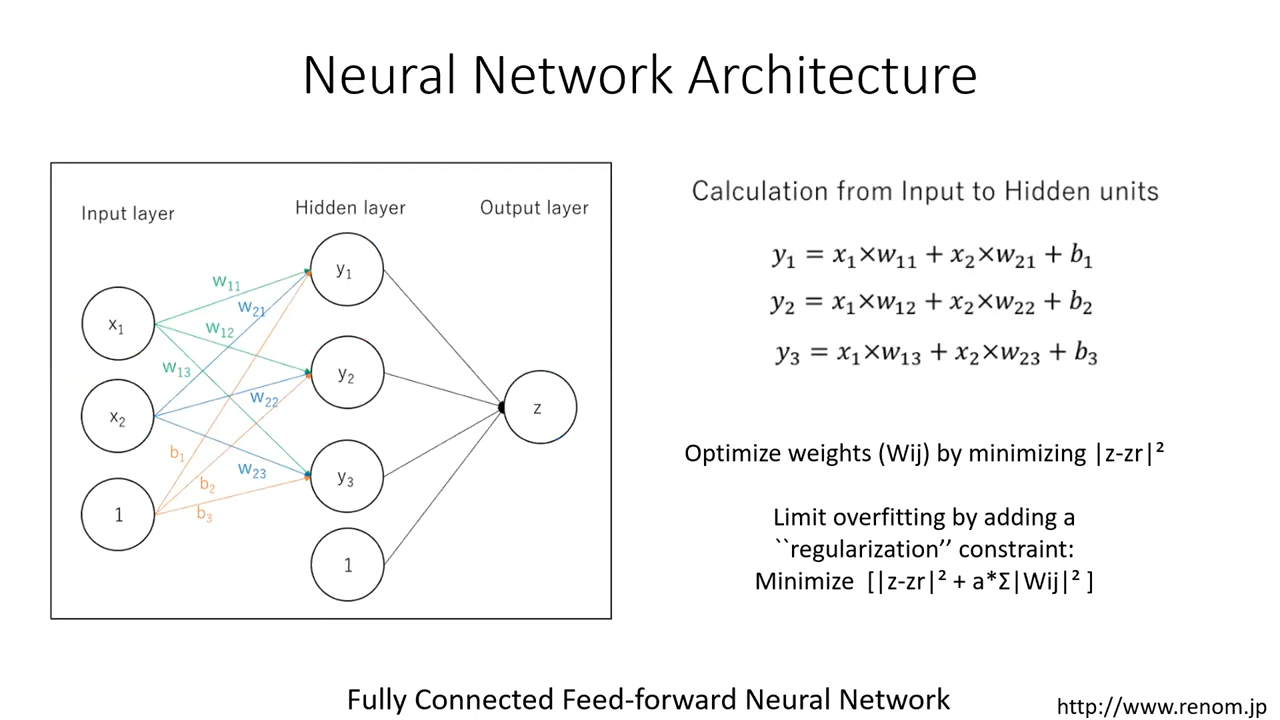 Neural Network Architecture
Input layer
Hidden layer
Output layer
x₁
x₂
1
w₁₁
w₂₁
w₁₂
w₁₃
w₂₂
w₂₃
b₁
b₂
b₃
y₁
y₂
y₃
1
z
Calculation from Input to Hidden units
y₁ = x₁×w₁₁ + x₂×w₂₁ + b₁
y₂ = x₁×w₁₂ + x₂×w₂₂ + b₂
y₃ = x₁×w₁₃ + x₂×w₂₃ + b₃
Optimize weights (Wij) by minimizing |z-zr|²
Limit overfitting by adding a
``regularization’’ constraint:
Minimize [|z-zr|² + a*Σ|Wij|² ]
Fully Connected Feed-forward Neural Network
http://www.renom.jp